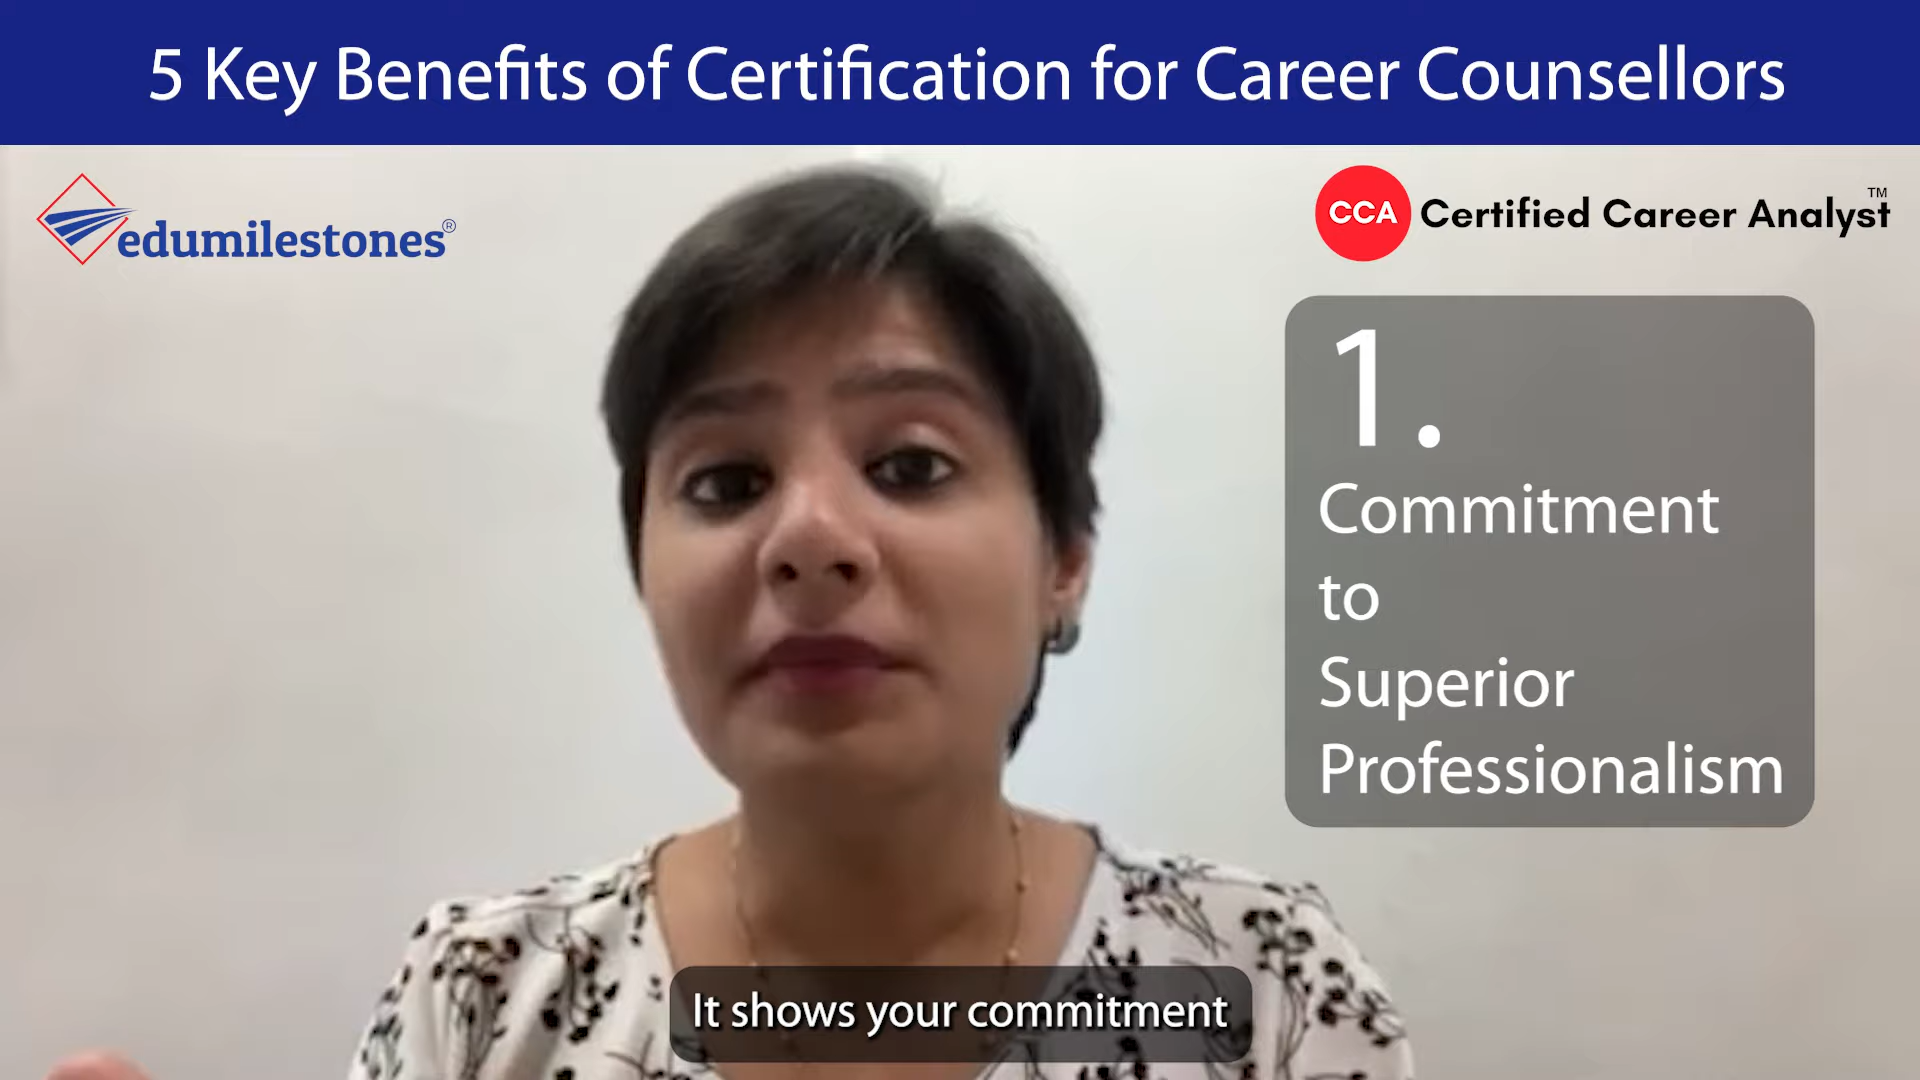 5 Key Benefits of Certification for Career Counsellors
edumilestones®
CCA Certified Career Analyst™
1.
Commitment
to
Superior
Professionalism
It shows your commitment